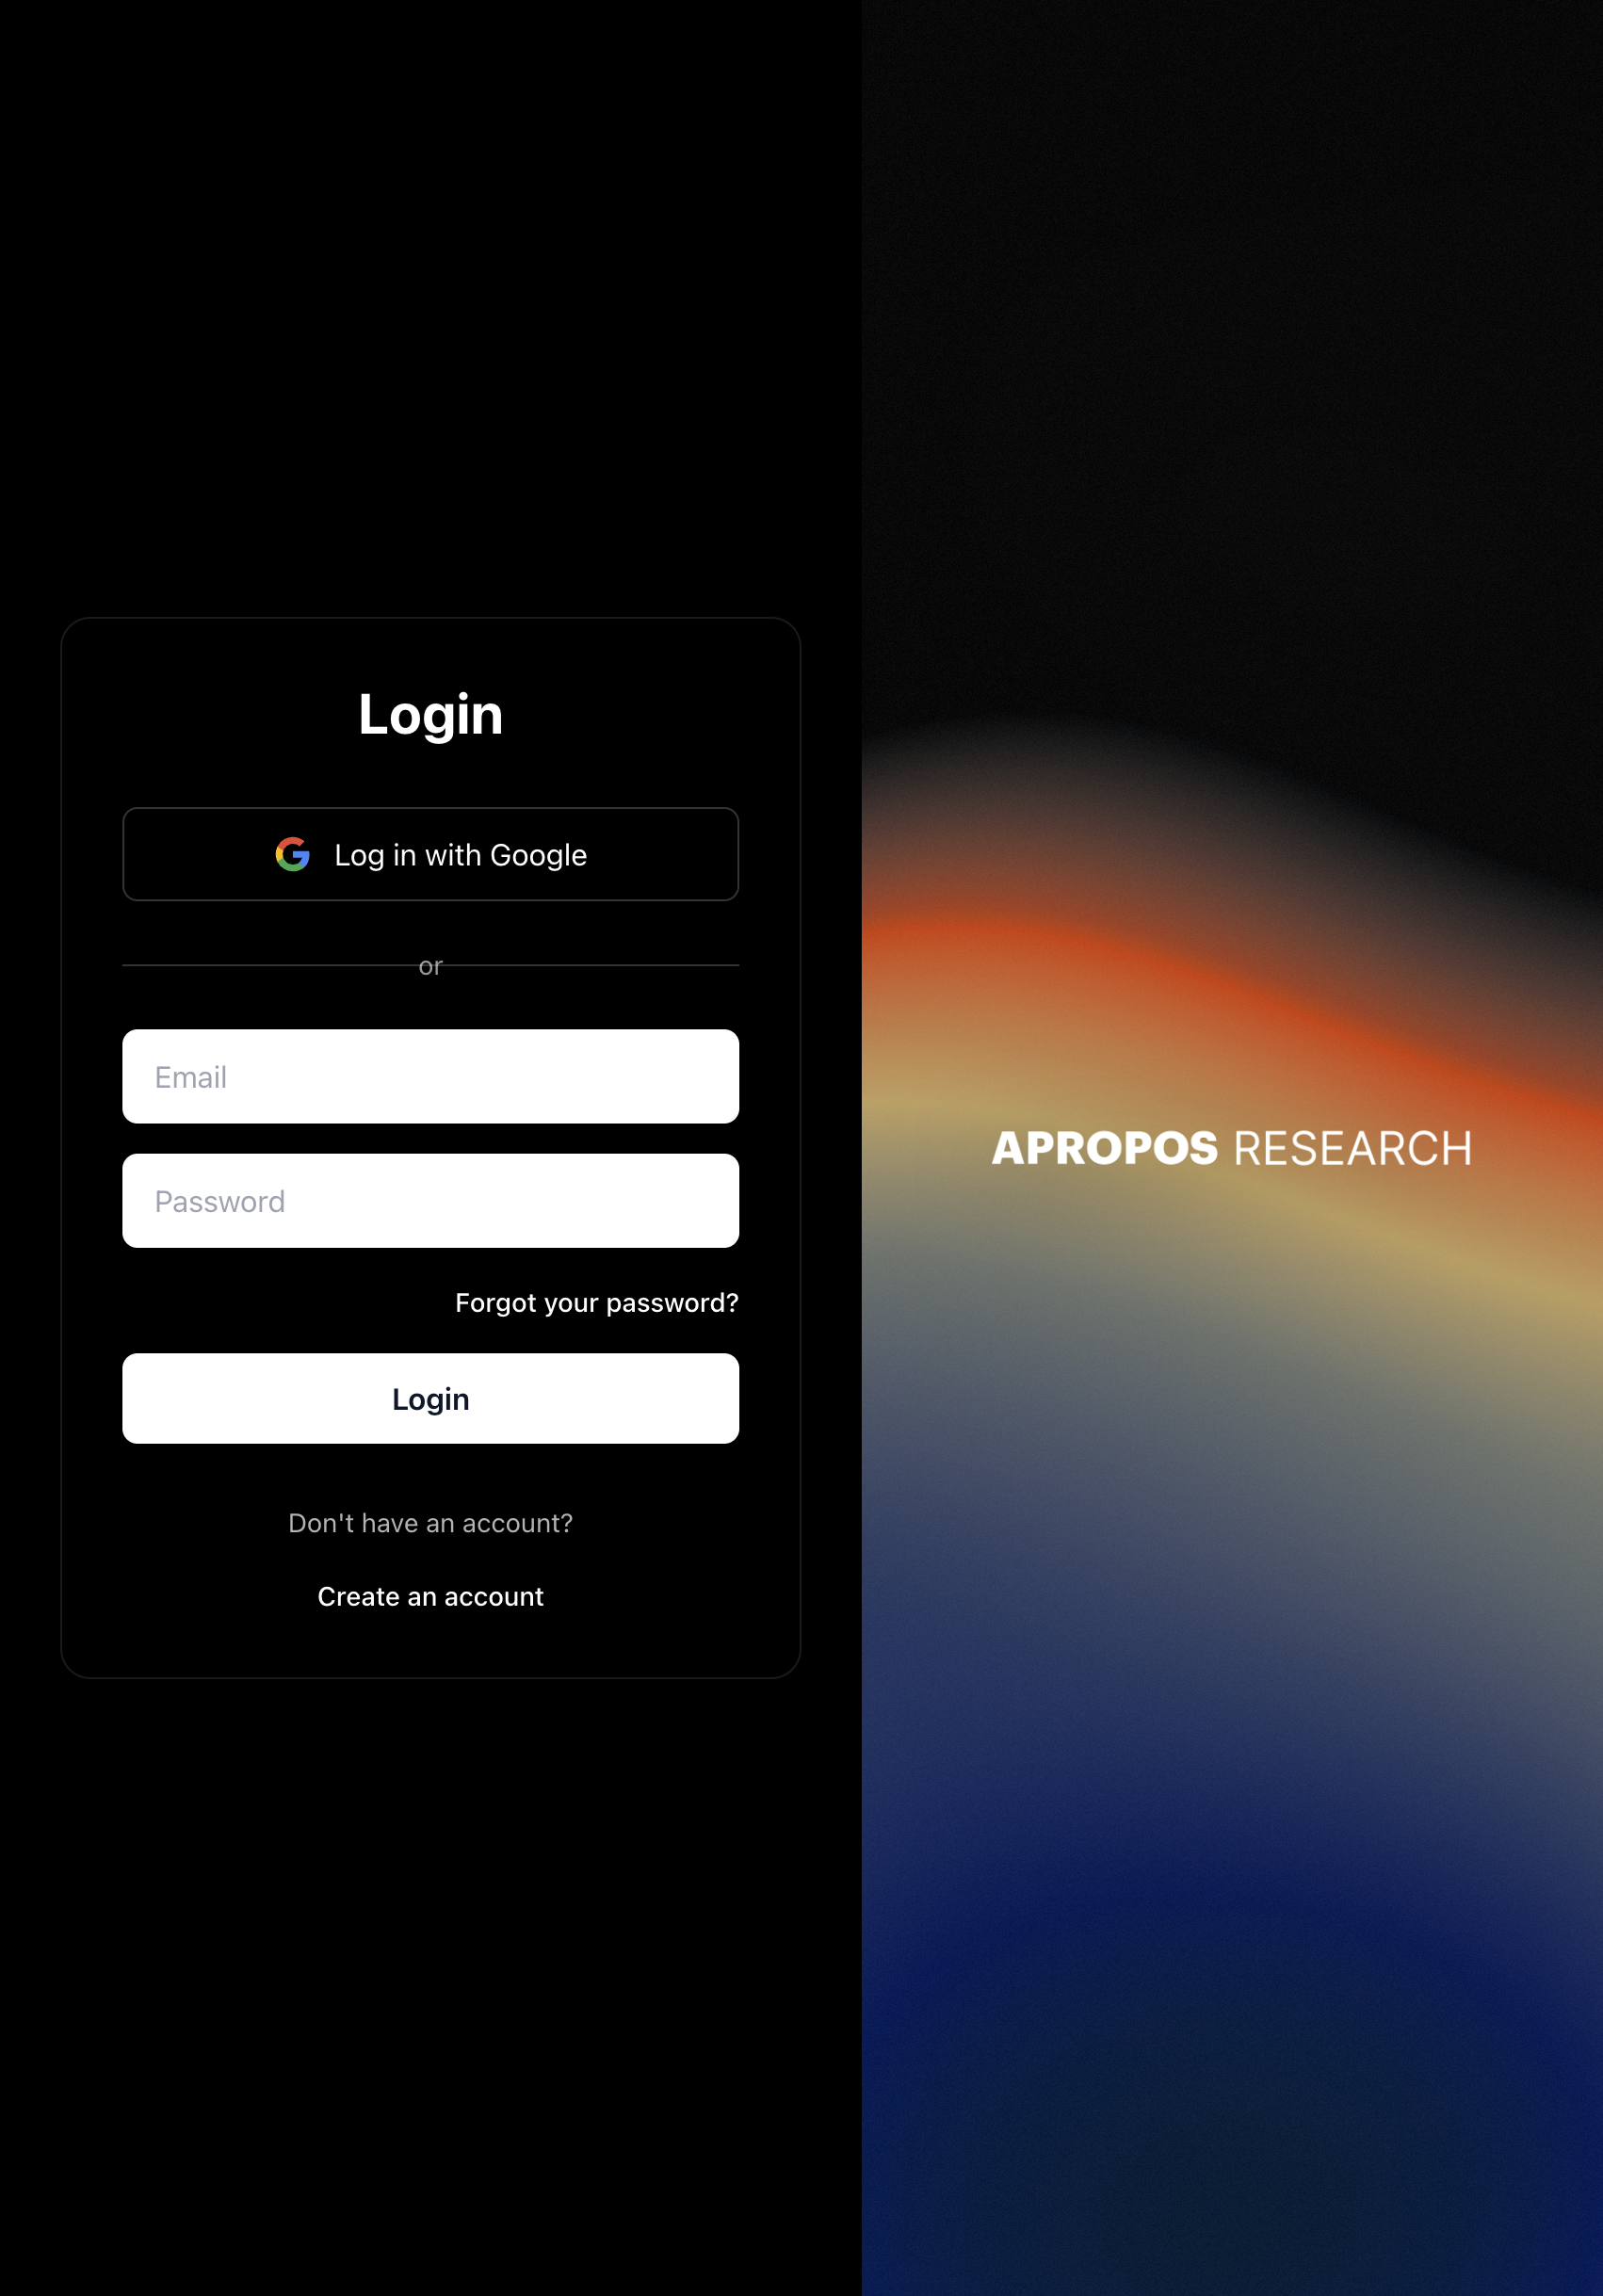 Login
Log in with Google
or
Email
Password
Forgot your password?
Login
Don't have an account?
Create an account
APROPOS RESEARCH